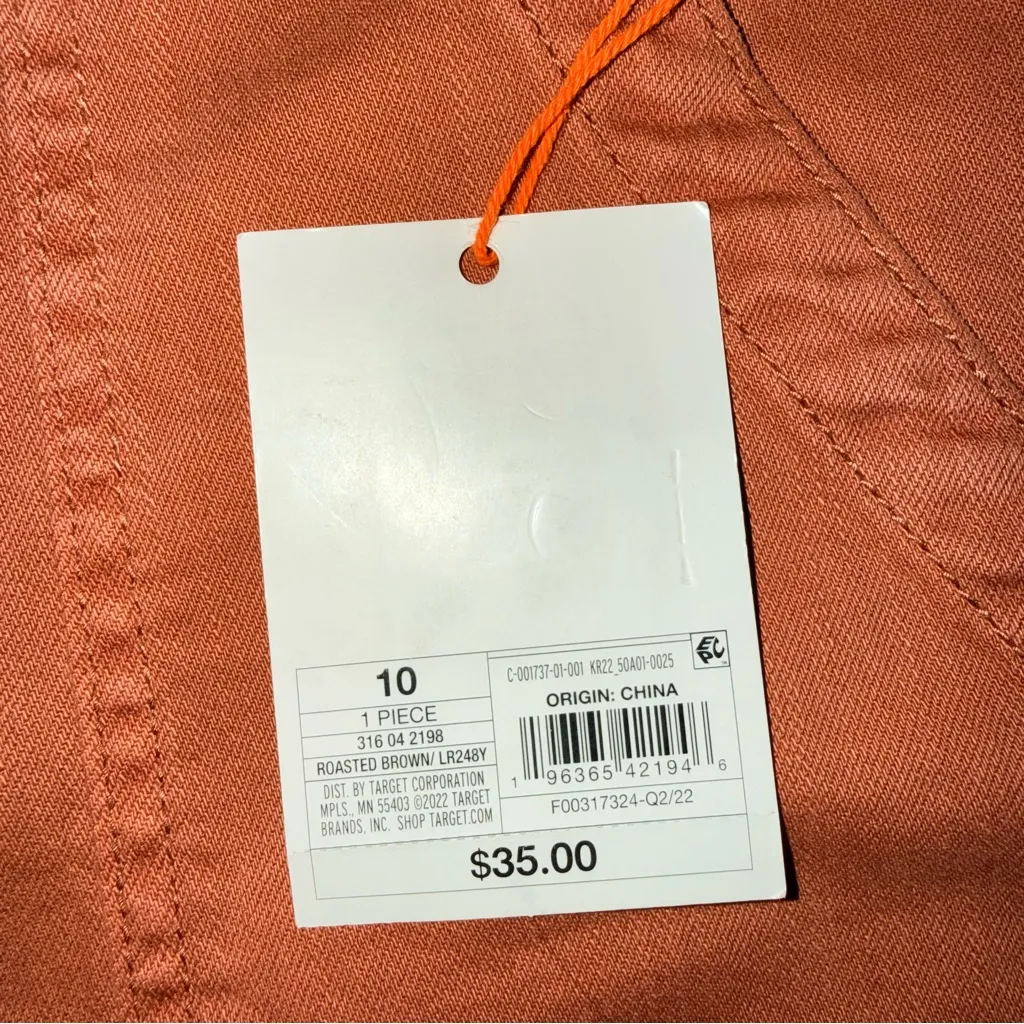 10
1 PIECE
316 04 2198
ROASTED BROWN/ LR248Y
DIST. BY TARGET CORPORATION
MPLS., MN 55403 ©2022 TARGET
BRANDS, INC. SHOP TARGET.COM
C-001737-01-001 KR22_50A01-0025
EPC™
ORIGIN: CHINA
1 96365 42194 6
F00317324-Q2/22
$35.00